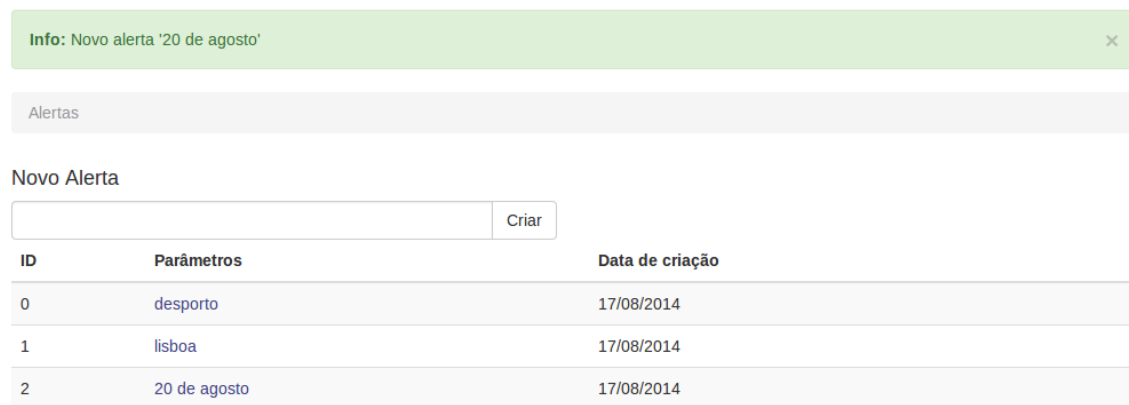 Info: Novo alerta '20 de agosto' ×
Alertas
Novo Alerta
Criar
ID Parâmetros Data de criação
0 desporto 17/08/2014
1 lisboa 17/08/2014
2 20 de agosto 17/08/2014